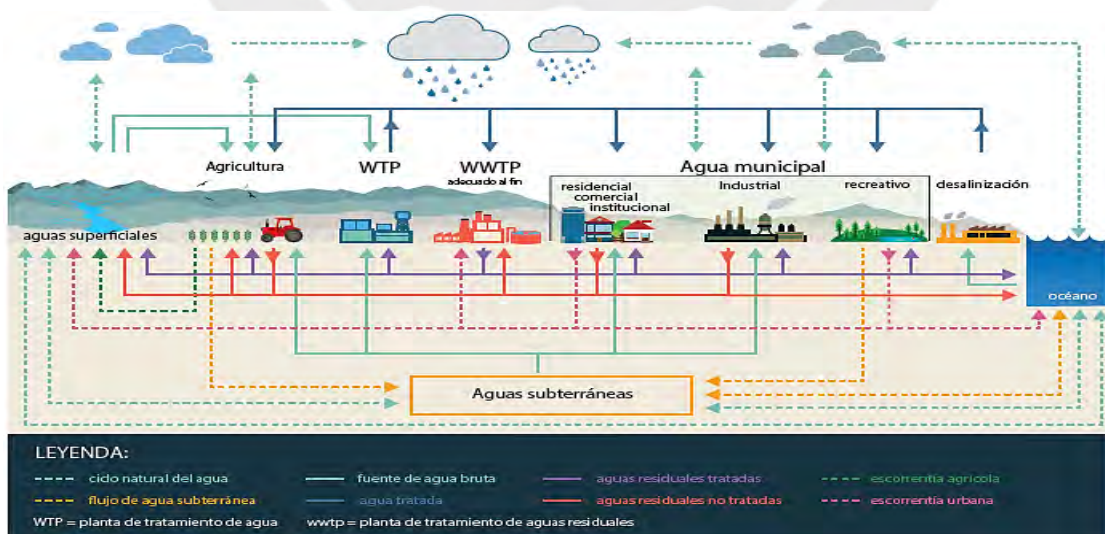 Agricultura
WTP
WWTP
adecuado al fin
Agua municipal
residencial
comercial
institucional
Industrial
recreativo
desalinización
aguas superficiales
océano
Aguas subterráneas
LEYENDA:
ciclo natural del agua
fuente de agua bruta
aguas residuales tratadas
escorrentía agrícola
flujo de agua subterránea
agua tratada
aguas residuales no tratadas
escorrentía urbana
WTP = planta de tratamiento de agua
wwtp = planta de tratamiento de aguas residuales